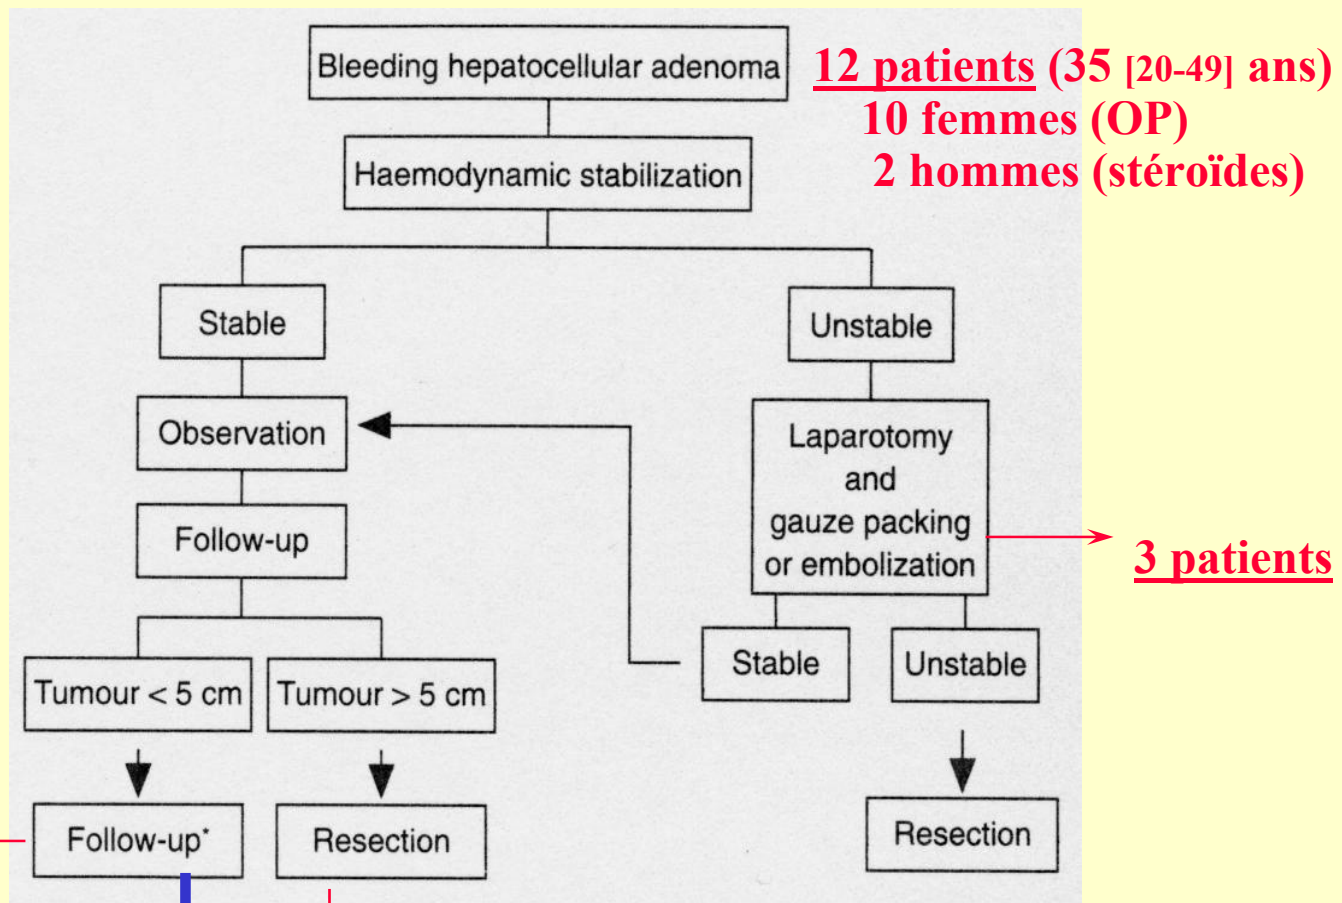 Bleeding hepatocellular adenoma
12 patients (35 [20-49] ans)
10 femmes (OP)
2 hommes (stéroïdes)
Haemodynamic stabilization
Stable
Unstable
Observation
Laparotomy
and
gauze packing
or embolization
Follow-up
3 patients
Stable
Unstable
Tumour < 5 cm
Tumour > 5 cm
Follow-up*
Resection
Resection